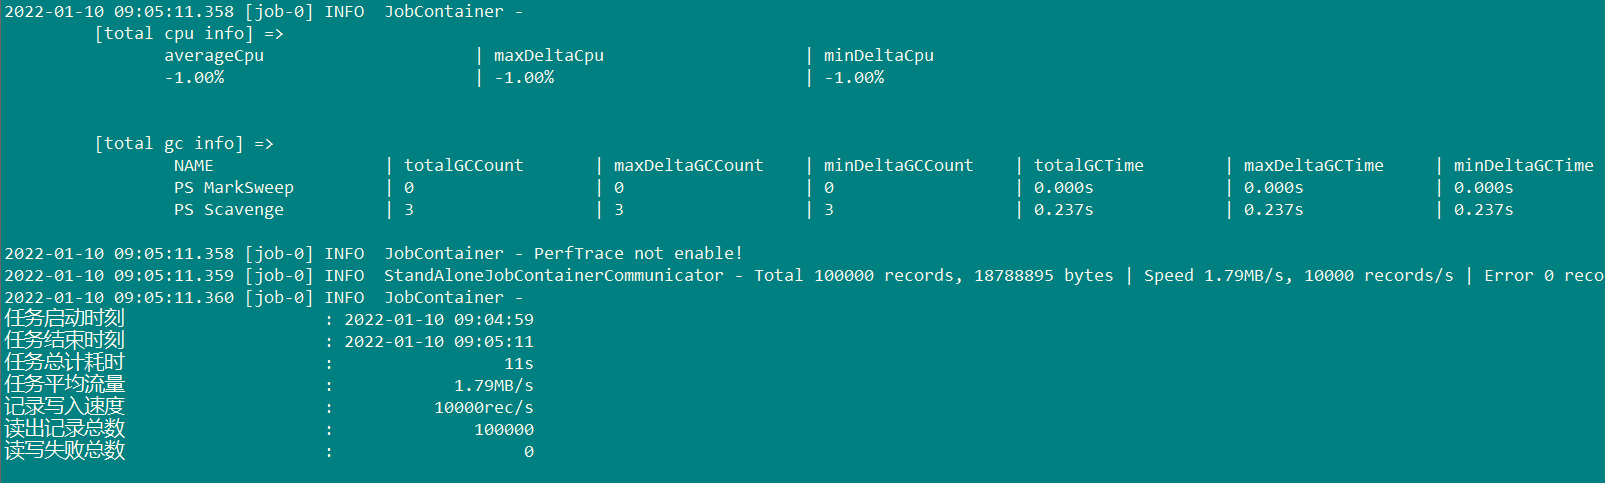 2022-01-10 09:05:11.358 [job-0] INFO  JobContainer -
[total cpu info] =>
averageCpu | maxDeltaCpu | minDeltaCpu
-1.00% | -1.00% | -1.00%
[total gc info] =>
NAME | totalGCCount | maxDeltaGCCount | minDeltaGCCount | totalGCTime | maxDeltaGCTime | minDeltaGCTime
PS MarkSweep | 0 | 0 | 0 | 0.000s | 0.000s | 0.000s
PS Scavenge | 3 | 3 | 3 | 0.237s | 0.237s | 0.237s
2022-01-10 09:05:11.358 [job-0] INFO  JobContainer - PerfTrace not enable!
2022-01-10 09:05:11.359 [job-0] INFO  StandAloneJobContainerCommunicator - Total 100000 records, 18788895 bytes | Speed 1.79MB/s, 10000 records/s | Error 0 reco
2022-01-10 09:05:11.360 [job-0] INFO  JobContainer -
任务启动时刻 : 2022-01-10 09:04:59
任务结束时刻 : 2022-01-10 09:05:11
任务总计耗时 : 11s
任务平均流量 : 1.79MB/s
记录写入速度 : 10000rec/s
读出记录总数 : 100000
读写失败总数 : 0